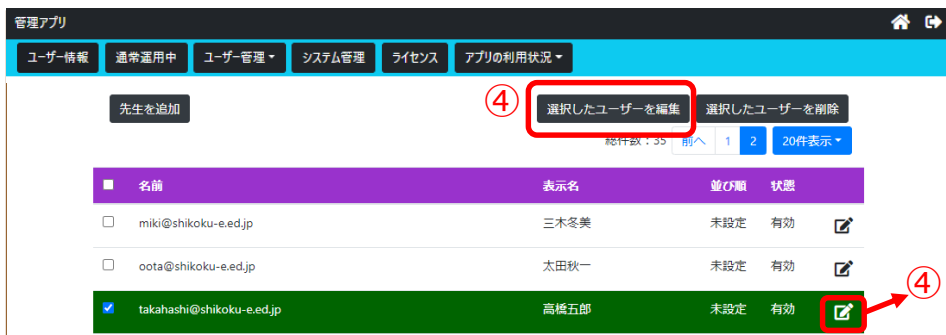 管理アプリ
ユーザー情報 通常運用中 ユーザー管理 システム管理 ライセンス アプリの利用状況
先生を追加 ④ 選択したユーザーを編集 選択したユーザーを削除
総件数：35 前へ 1 2 20件表示
名前 表示名 並び順 状態
miki@shikoku-e.ed.jp 三木冬美 未設定 有効
oota@shikoku-e.ed.jp 太田秋一 未設定 有効
④
takahashi@shikoku-e.ed.jp 高橋五郎 未設定 有効